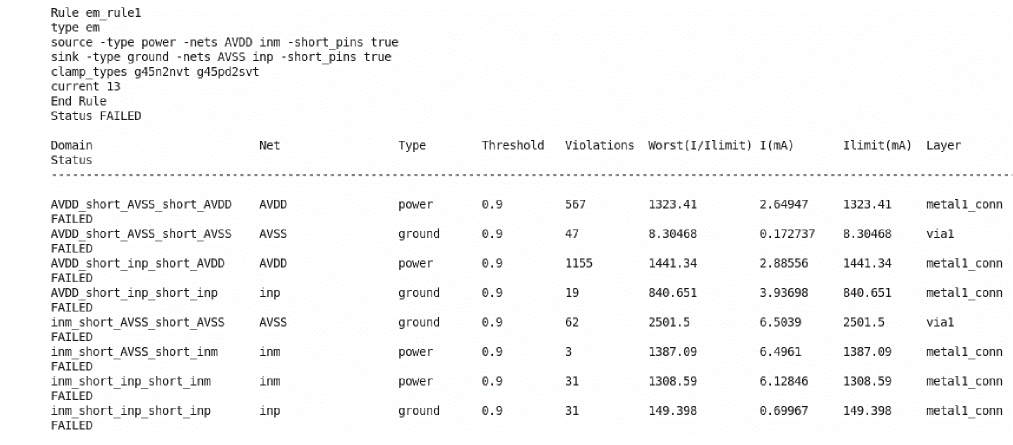 Rule em_rule1
type em
source -type power -nets AVDD inm -short_pins true
sink -type ground -nets AVSS inp -short_pins true
clamp_types g45n2nvt g45pd2svt
current 13
End Rule
Status FAILED
Domain Net Type Threshold Violations Worst(I/Ilimit) I(mA) Ilimit(mA) Layer
Status
--------------------------------------------------------------------------------------------------------------------------------------------
AVDD_short_AVSS_short_AVDD AVDD power 0.9 567 1323.41 2.64947 1323.41 metal1_conn
FAILED
AVDD_short_AVSS_short_AVSS AVSS ground 0.9 47 8.30468 0.172737 8.30468 via1
FAILED
AVDD_short_inp_short_AVDD AVDD power 0.9 1155 1441.34 2.88556 1441.34 metal1_conn
FAILED
AVDD_short_inp_short_inp inp ground 0.9 19 840.651 3.93698 840.651 metal1_conn
FAILED
inm_short_AVSS_short_AVSS AVSS ground 0.9 62 2501.5 6.5039 2501.5 via1
FAILED
inm_short_AVSS_short_inm inm power 0.9 3 1387.09 6.4961 1387.09 metal1_conn
FAILED
inm_short_inp_short_inm inm power 0.9 31 1308.59 6.12846 1308.59 metal1_conn
FAILED
inm_short_inp_short_inp inp ground 0.9 31 149.398 0.69967 149.398 metal1_conn
FAILED